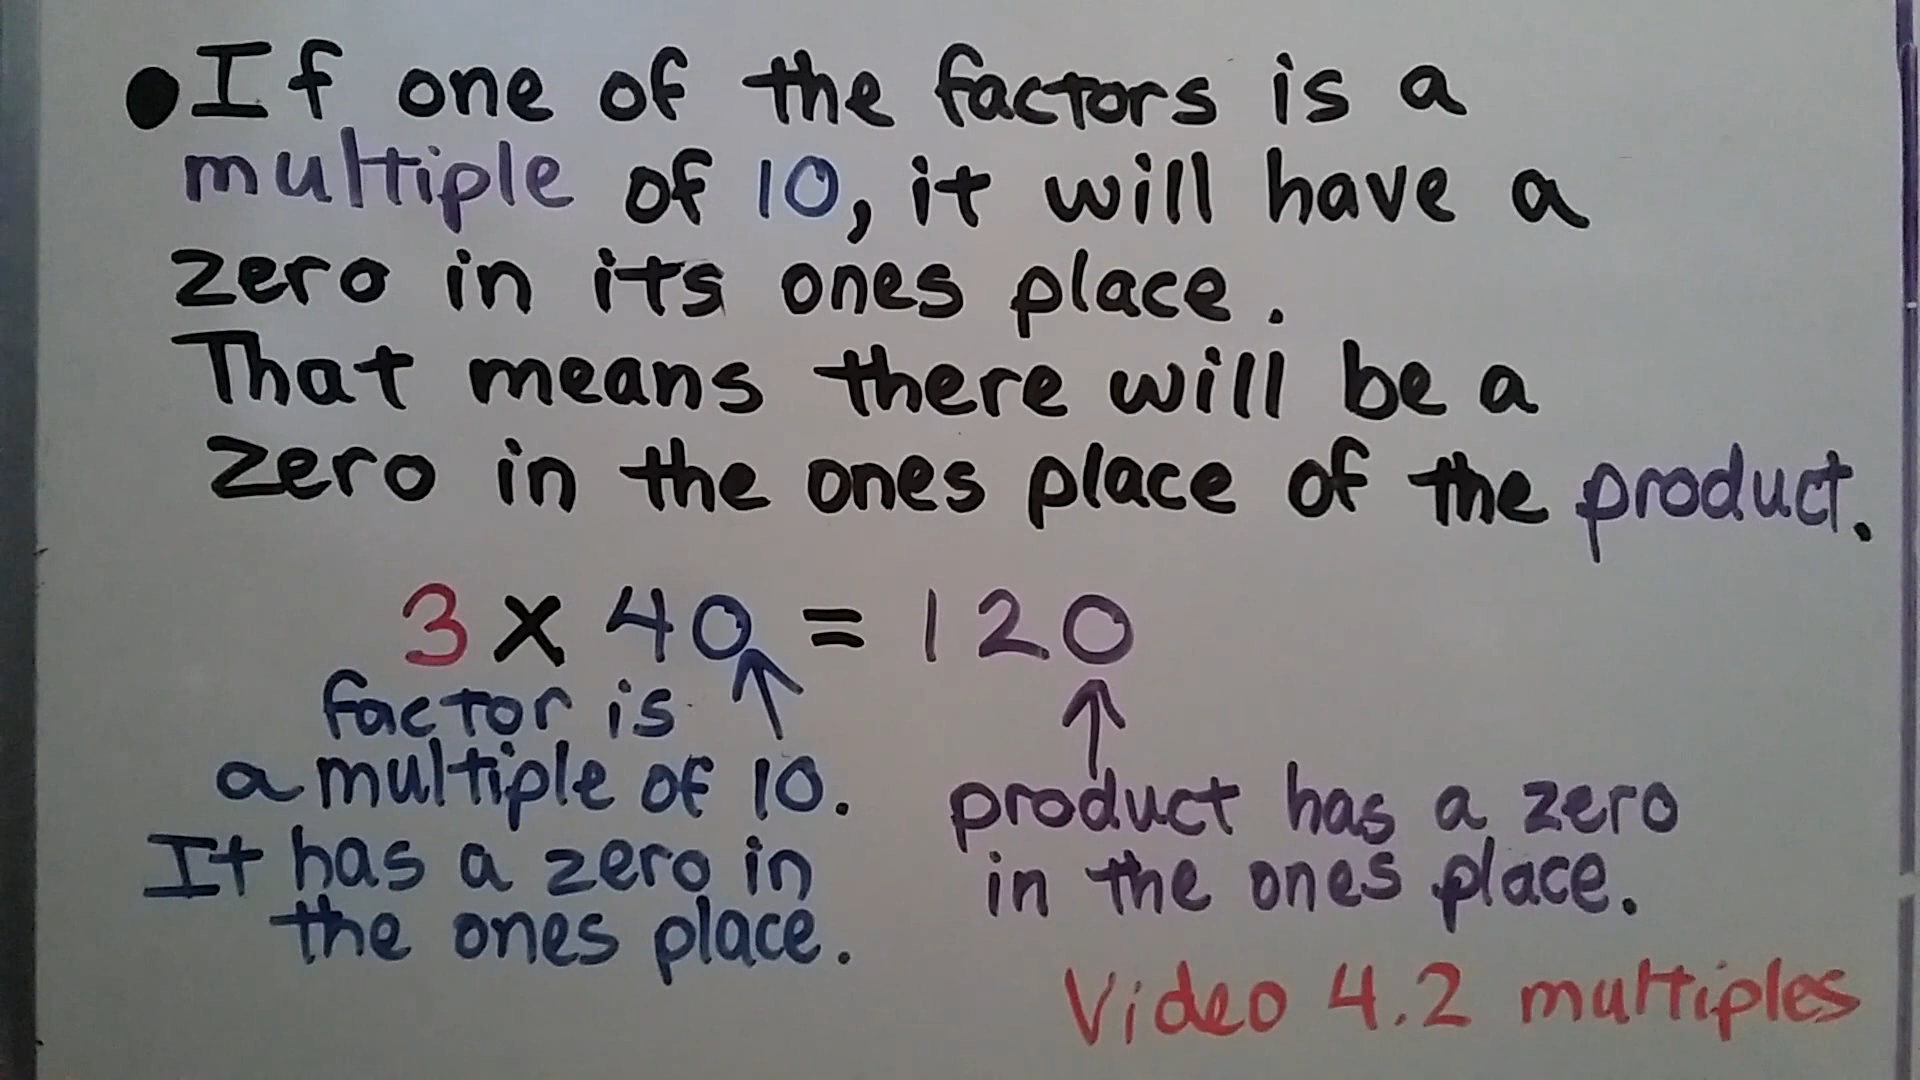 ●If one of the factors is a
multiple of 10, it will have a
zero in its ones place.
That means there will be a
zero in the ones place of the product.
3 x 40 = 120
factor is
a multiple of 10.
It has a zero in
the ones place.
product has a zero
in the ones place.
Video 4.2 multiples